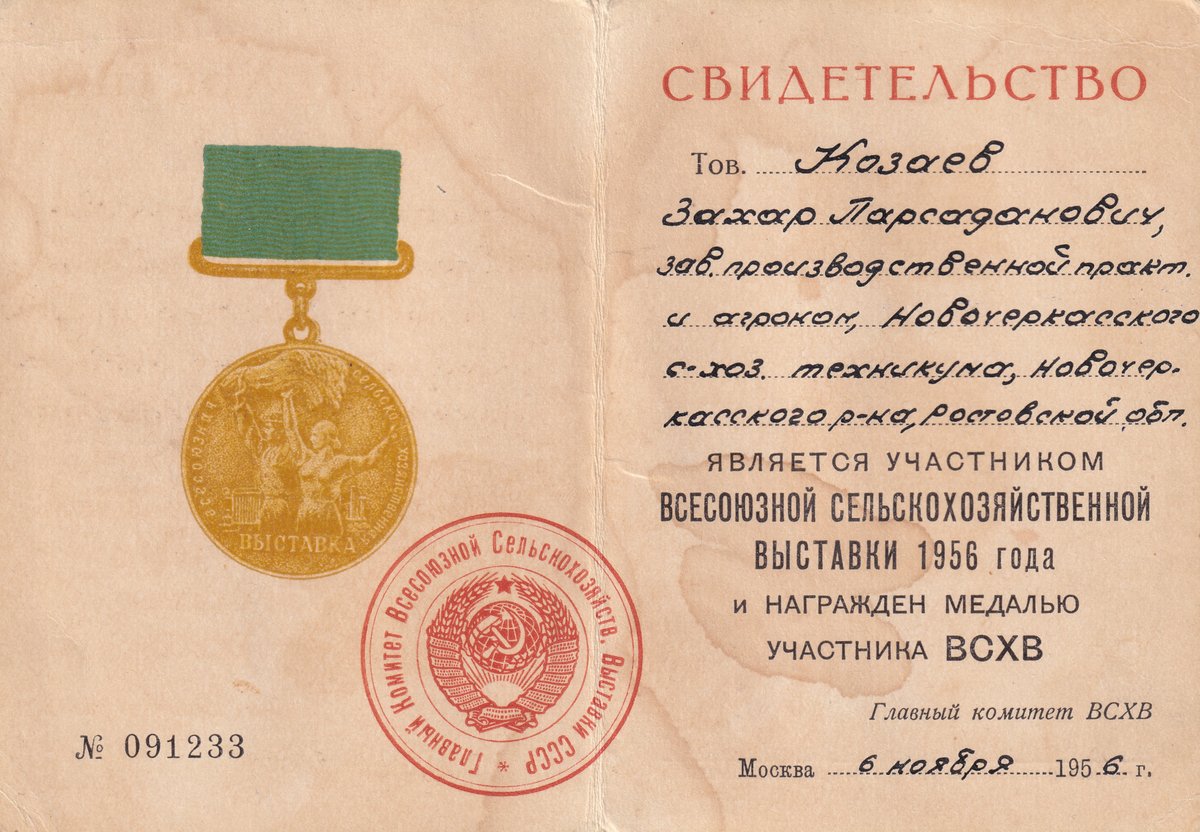 ВСЕСОЮЗНАЯ СЕЛЬСКОХОЗЯЙСТВЕННАЯ
ВЫСТАВКА
Главный Комитет Всесоюзной Сельскохозяйств. Выставки СССР *
№ 091233
СВИДЕТЕЛЬСТВО
Тов. Козаев
Захар Парсаданович,
зав. производственной практ.
и агроном, Новочеркасского
с-хоз. техникума, Новочер-
касского р-на, Ростовской обл.
ЯВЛЯЕТСЯ УЧАСТНИКОМ
ВСЕСОЮЗНОЙ СЕЛЬСКОХОЗЯЙСТВЕННОЙ
ВЫСТАВКИ 1956 года
и НАГРАЖДЕН МЕДАЛЬЮ
УЧАСТНИКА ВСХВ
Главный комитет ВСХВ
Москва 6 ноября 1956 г.